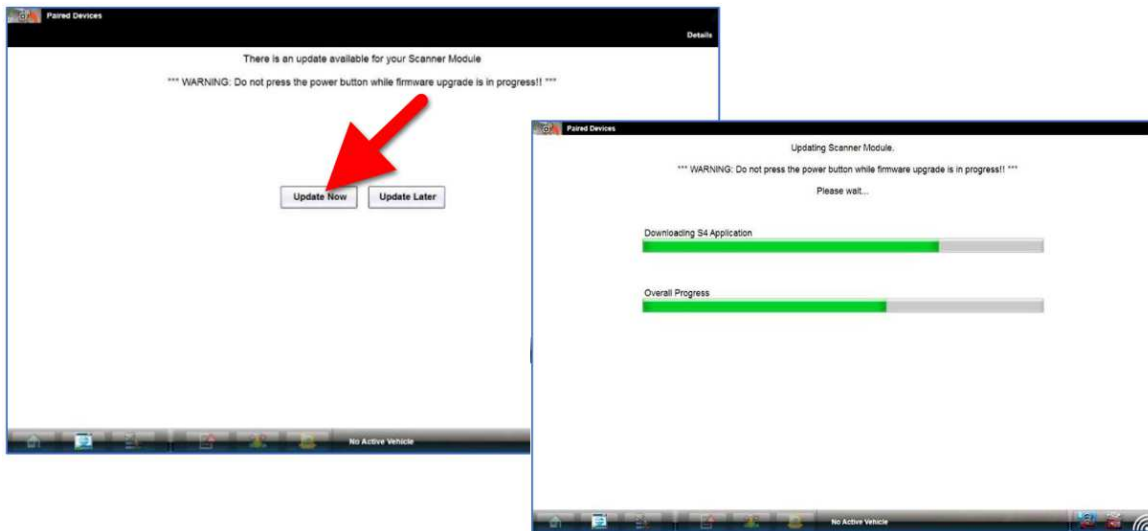 Paired Devices
Details
There is an update available for your Scanner Module
*** WARNING: Do not press the power button while firmware upgrade is in progress!! ***
Update Now
Update Later
No Active Vehicle
Paired Devices
Updating Scanner Module.
*** WARNING: Do not press the power button while firmware upgrade is in progress!! ***
Please wait...
Downloading S4 Application
Overall Progress
No Active Vehicle